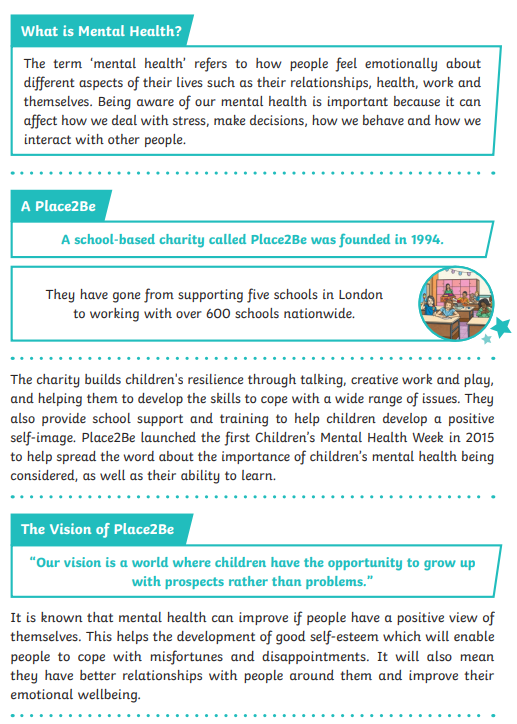 What is Mental Health?
The term ‘mental health’ refers to how people feel emotionally about
different aspects of their lives such as their relationships, health, work and
themselves. Being aware of our mental health is important because it can
affect how we deal with stress, make decisions, how we behave and how we
interact with other people.
A Place2Be
A school-based charity called Place2Be was founded in 1994.
They have gone from supporting five schools in London
to working with over 600 schools nationwide.
The charity builds children’s resilience through talking, creative work and play,
and helping them to develop the skills to cope with a wide range of issues. They
also provide school support and training to help children develop a positive
self-image. Place2Be launched the first Children’s Mental Health Week in 2015
to help spread the word about the importance of children’s mental health being
considered, as well as their ability to learn.
The Vision of Place2Be
“Our vision is a world where children have the opportunity to grow up
with prospects rather than problems.”
It is known that mental health can improve if people have a positive view of
themselves. This helps the development of good self-esteem which will enable
people to cope with misfortunes and disappointments. It will also mean
they have better relationships with people around them and improve their
emotional wellbeing.